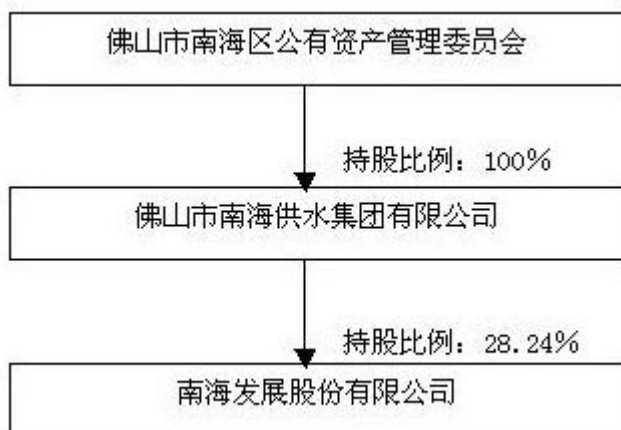 佛山市南海区公有资产管理委员会
持股比例：100%
佛山市南海供水集团有限公司
持股比例：28.24%
南海发展股份有限公司